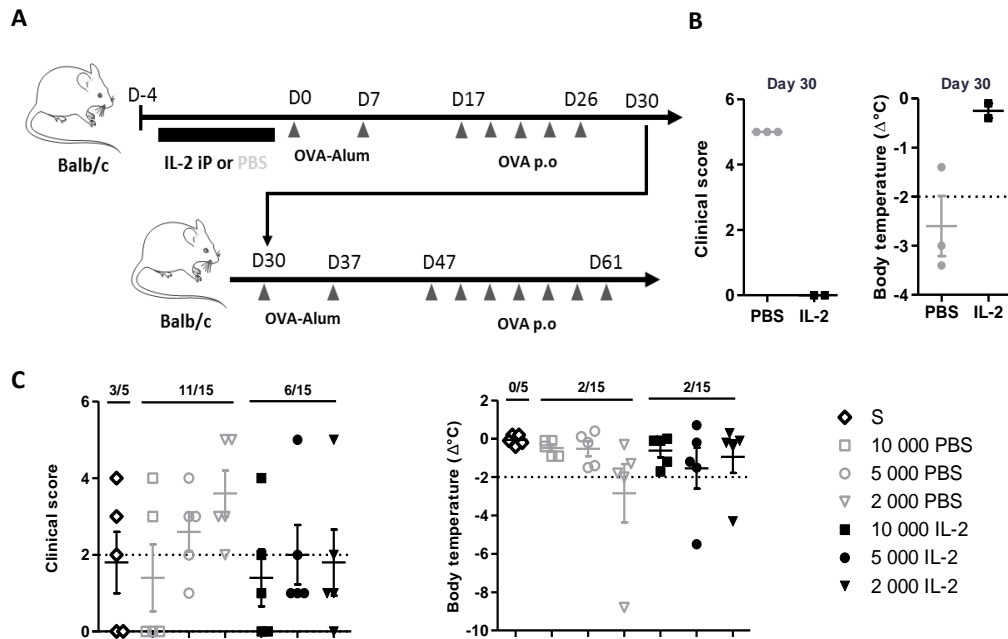 A
D-4
D0
D7
D17
D26
D30
Balb/c
IL-2 iP or PBS
OVA-Alum
OVA p.o
D30
D37
D47
D61
Balb/c
OVA-Alum
OVA p.o
B
Day 30
Clinical score
6
4
2
0
PBS
IL-2
Day 30
Body temperature (Δ°C)
0
-1
-2
-3
-4
PBS
IL-2
C
3/5
11/15
6/15
Clinical score
6
4
2
0
0/5
2/15
2/15
Body temperature (Δ°C)
2
0
-2
-4
-6
-8
-10
S
10 000 PBS
5 000 PBS
2 000 PBS
10 000 IL-2
5 000 IL-2
2 000 IL-2